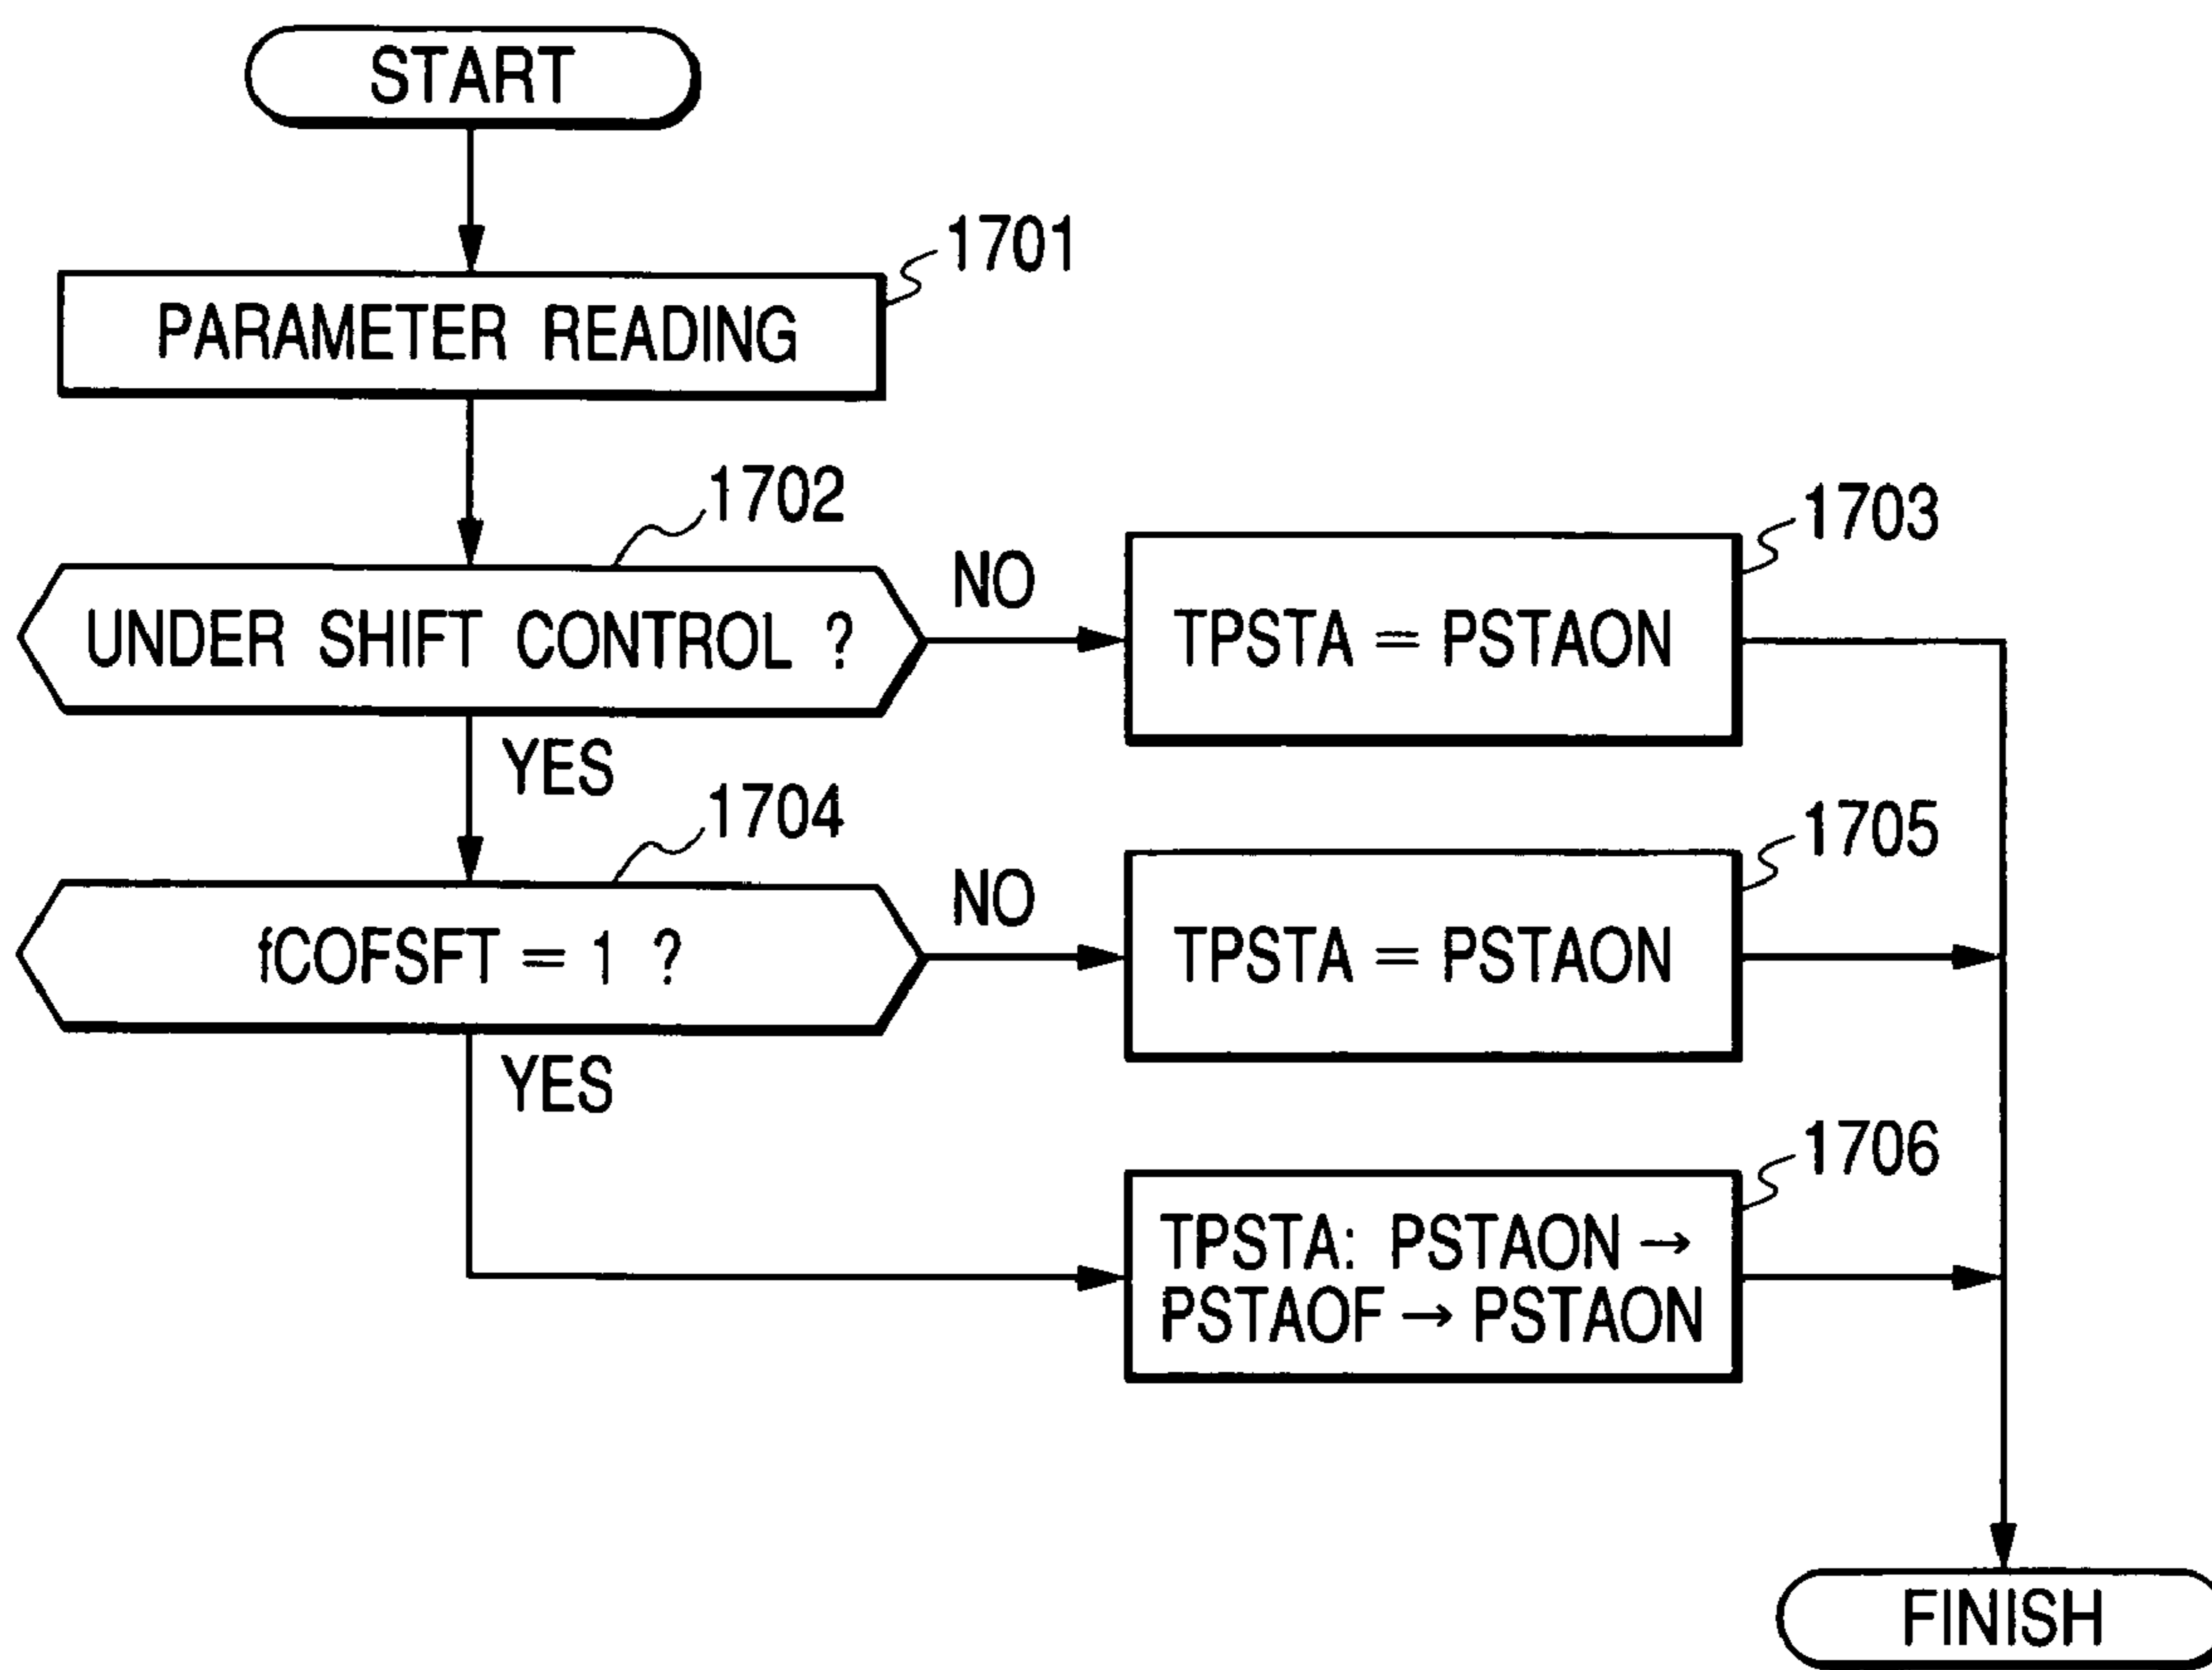 START
1701
PARAMETER READING
1702
UNDER SHIFT CONTROL ?
NO
1703
TPSTA = PSTAON
YES
1704
fCOFSFT = 1 ?
NO
1705
TPSTA = PSTAON
YES
1706
TPSTA: PSTAON →
PSTAOF → PSTAON
FINISH